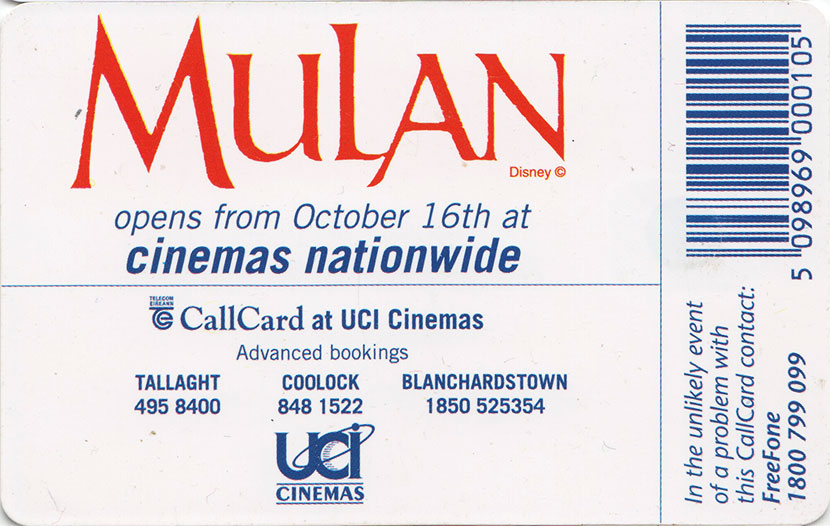 MULAN
Disney ©
opens from October 16th at
cinemas nationwide
TELECOM
EIREANN
CallCard at UCI Cinemas
Advanced bookings
TALLAGHT COOLOCK BLANCHARDSTOWN
495 8400 848 1522 1850 525354
UCI
CINEMAS
5 098969 000105
In the unlikely event
of a problem with
this CallCard contact:
FreeFone
1800 799 099